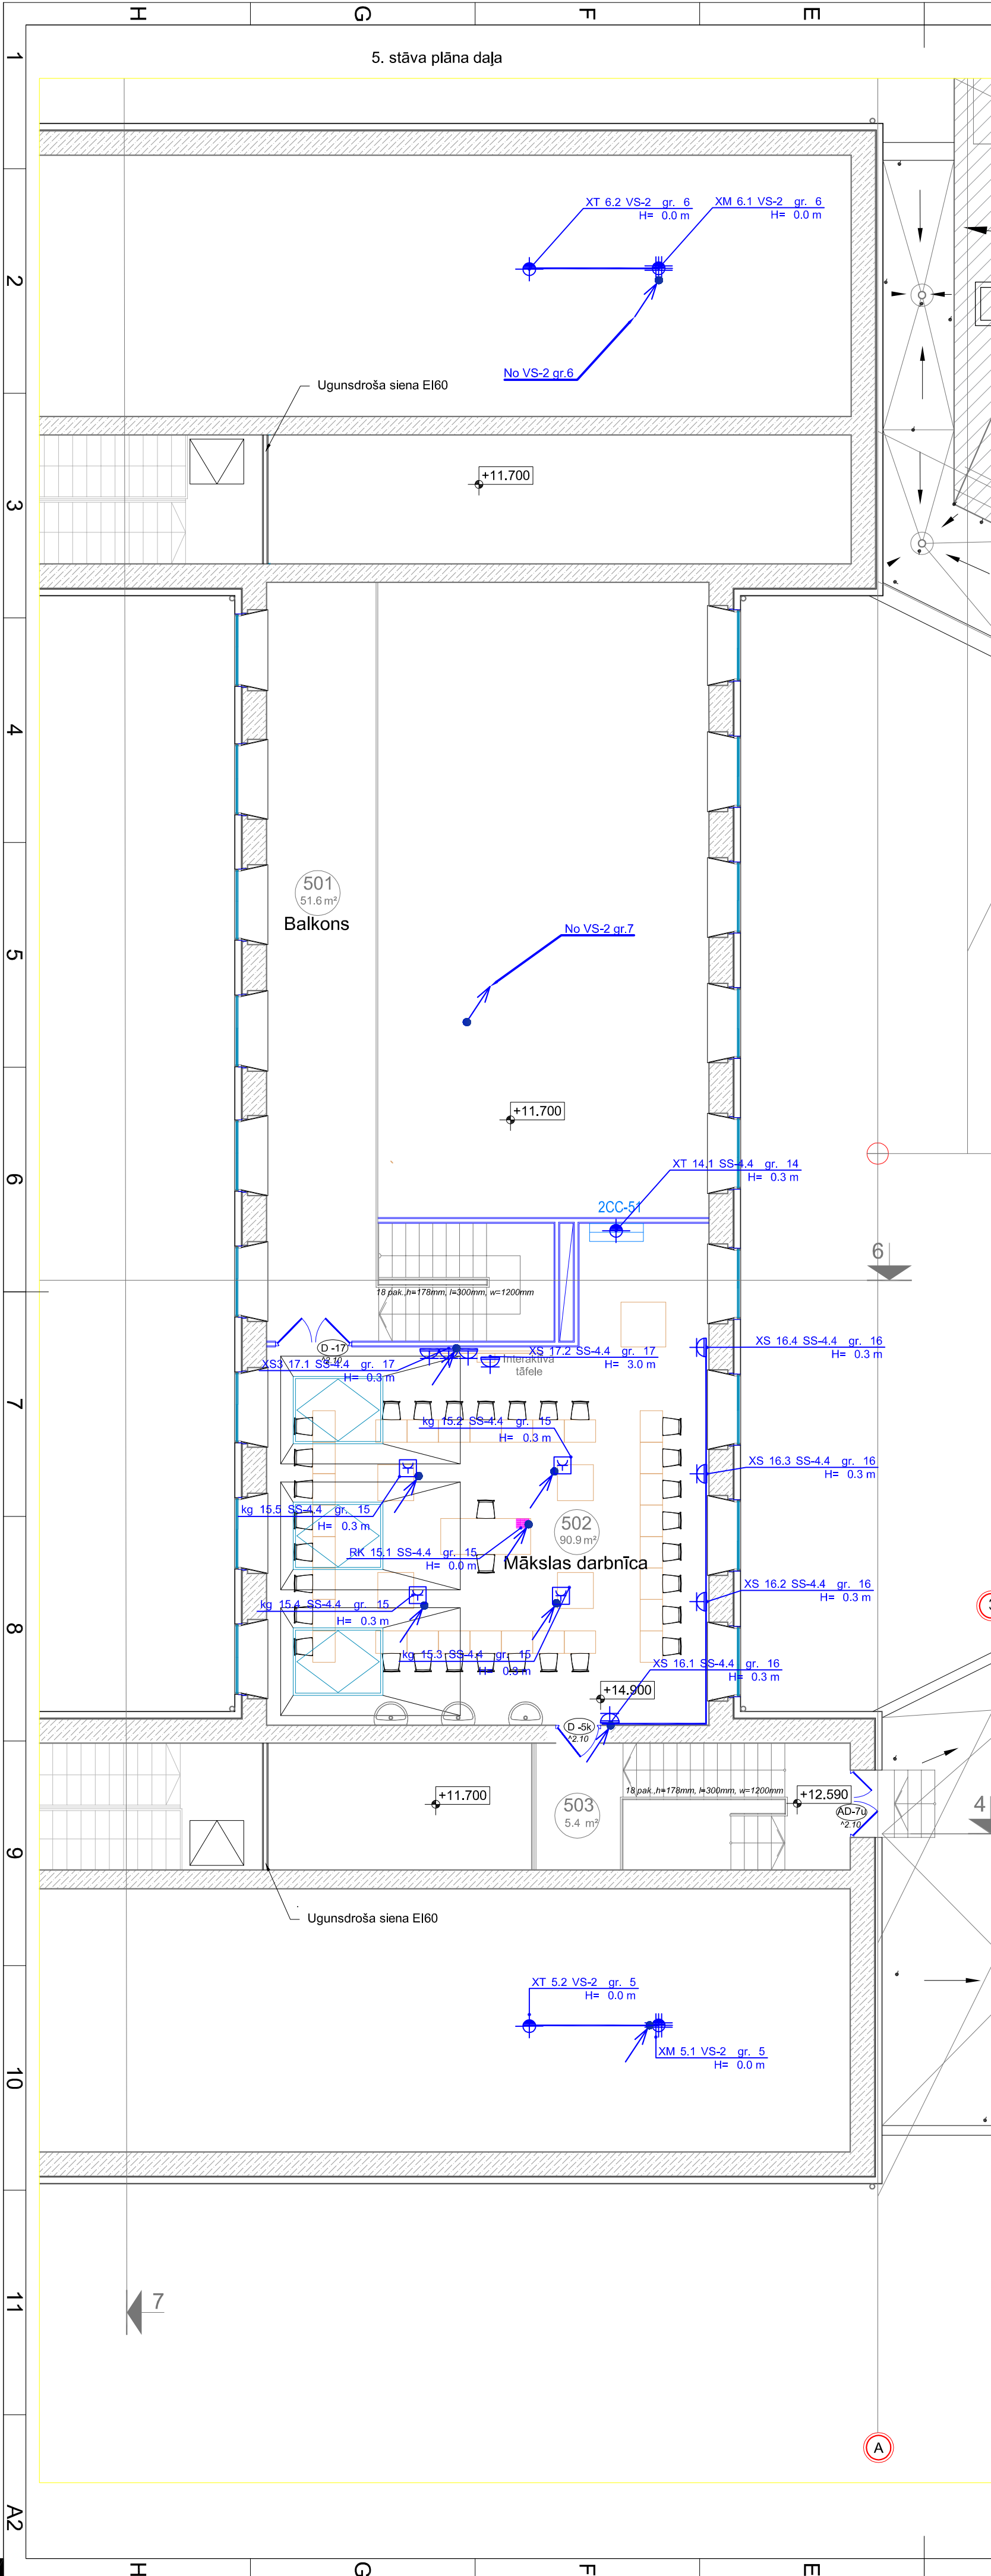 H
G
F
E
1
5. stāva plāna daļa
XT 6.2 VS-2 gr. 6
H= 0.0 m
XM 6.1 VS-2 gr. 6
H= 0.0 m
2
No VS-2 gr.6
Ugunsdroša siena EI60
+11.700
3
4
501
51.6 m²
Balkons
No VS-2 gr.7
5
+11.700
XT 14.1 SS-4.4 gr. 14
H= 0.3 m
6
2CC-51
6
18 pak.,h=178mm, l=300mm, w=1200mm
D -17
^2.10
XS 16.4 SS-4.4 gr. 16
H= 0.3 m
XS 17.2 SS-4.4 gr. 17
H= 3.0 m
Interaktīvā
tāfele
XS3 17.1 SS-4.4 gr. 17
H= 0.3 m
7
kg 15.2 SS-4.4 gr. 15
H= 0.3 m
XS 16.3 SS-4.4 gr. 16
H= 0.3 m
kg 15.5 SS-4.4 gr. 15
H= 0.3 m
502
90.9 m²
Mākslas darbnīca
RK 15.1 SS-4.4 gr. 15
H= 0.0 m
XS 16.2 SS-4.4 gr. 16
H= 0.3 m
kg 15.4 SS-4.4 gr. 15
H= 0.3 m
8
kg 15.3 SS-4.4 gr. 15
H= 0.3 m
XS 16.1 SS-4.4 gr. 16
H= 0.3 m
+14.900
D -5k
^2.10
18 pak.,h=178mm, l=300mm, w=1200mm
+11.700
503
5.4 m²
+12.590
AD-7u
^2.10
4
9
Ugunsdroša siena EI60
XT 5.2 VS-2 gr. 5
H= 0.0 m
XM 5.1 VS-2 gr. 5
H= 0.0 m
10
7
11
A
A2
H
G
F
E